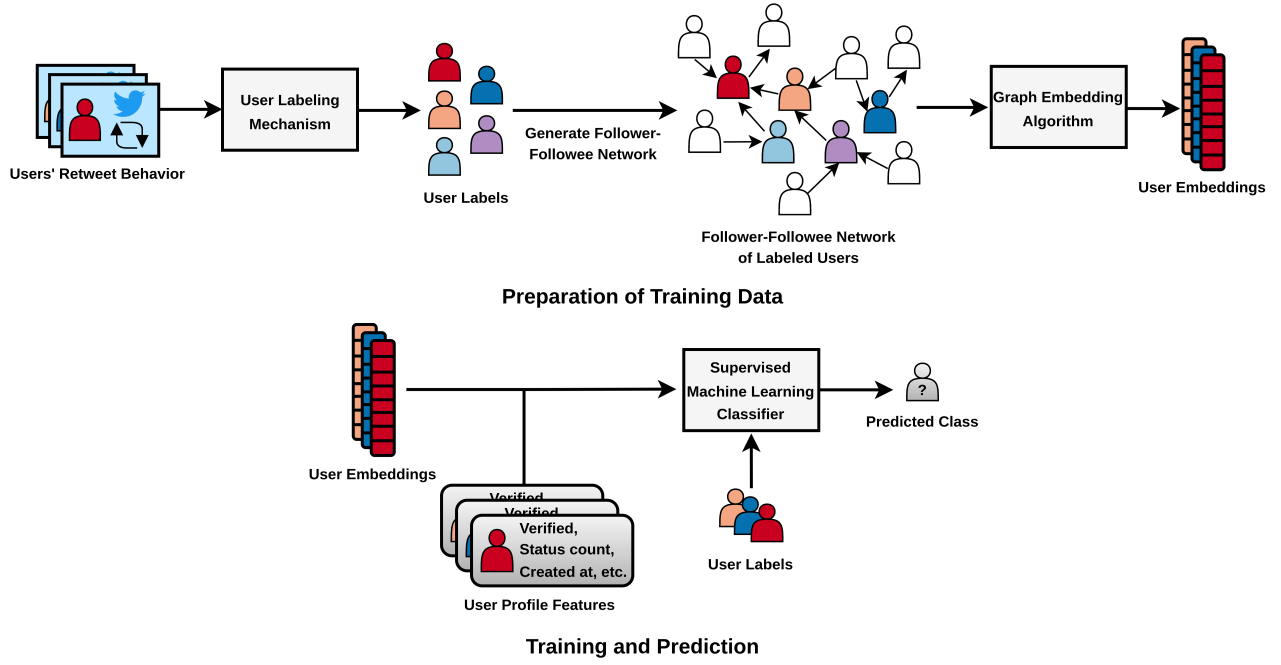 User Labeling
Mechanism
Users' Retweet Behavior
User Labels
Generate Follower-
Followee Network
Follower-Followee Network
of Labeled Users
Graph Embedding
Algorithm
User Embeddings
Preparation of Training Data
User Embeddings
Verified
Verified
Verified,
Status count,
Created at, etc.
User Profile Features
Supervised
Machine Learning
Classifier
User Labels
?
Predicted Class
Training and Prediction